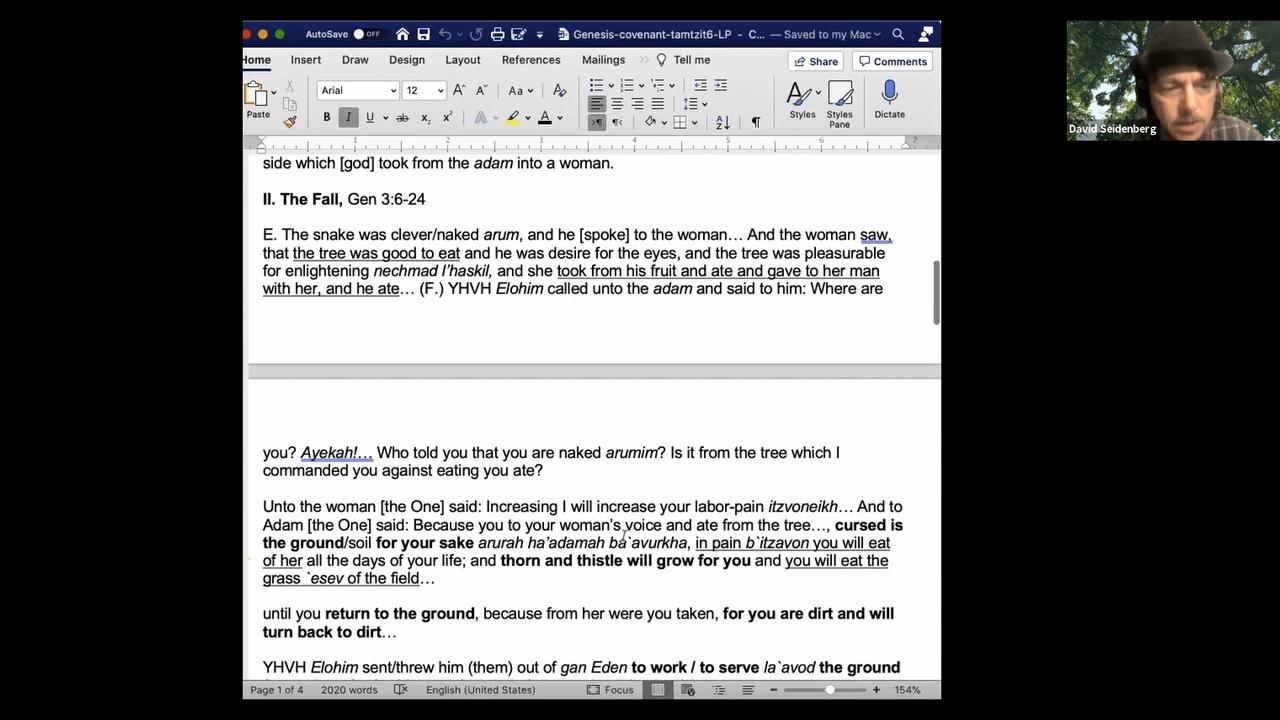 AutoSave OFF Genesis-covenant-tamtzit6-LP - C... — Saved to my Mac
Home Insert Draw Design Layout References Mailings Tell me Share Comments
Paste Arial 12 Aa Styles Styles Pane Dictate
David Seidenberg
1 2 3 4 5 6 7
side which [god] took from the adam into a woman.
II. The Fall, Gen 3:6-24
E. The snake was clever/naked arum, and he [spoke] to the woman… And the woman saw,
that the tree was good to eat and he was desire for the eyes, and the tree was pleasurable
for enlightening nechmad l'haskil, and she took from his fruit and ate and gave to her man
with her, and he ate… (F.) YHVH Elohim called unto the adam and said to him: Where are
you? Ayekah!… Who told you that you are naked arumim? Is it from the tree which I
commanded you against eating you ate?
Unto the woman [the One] said: Increasing I will increase your labor-pain itzvoneikh… And to
Adam [the One] said: Because you to your woman's voice and ate from the tree…, cursed is
the ground/soil for your sake arurah ha'adamah ba`avurkha, in pain b`itzavon you will eat
of her all the days of your life; and thorn and thistle will grow for you and you will eat the
grass `esev of the field…
until you return to the ground, because from her were you taken, for you are dirt and will
turn back to dirt…
YHVH Elohim sent/threw him (them) out of gan Eden to work / to serve la`avod the ground
Page 1 of 4 2020 words English (United States) Focus 154%